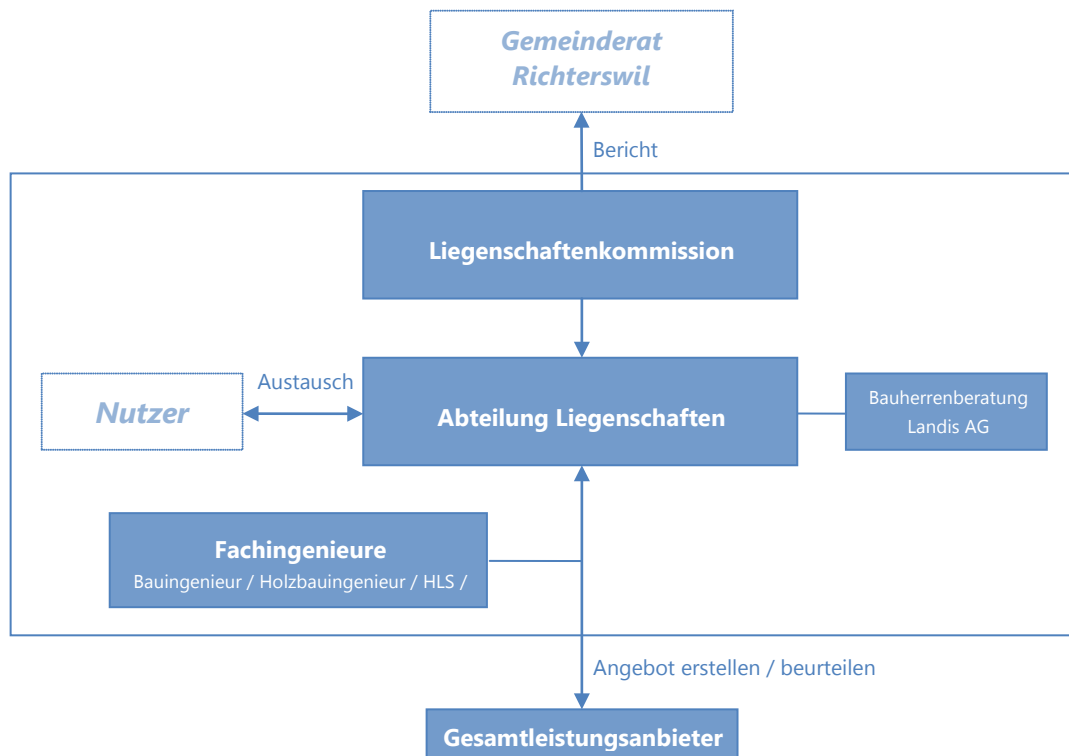 Gemeinderat
Richterswil
Bericht
Liegenschaftenkommission
Austausch
Nutzer
Abteilung Liegenschaften
Bauherrenberatung
Landis AG
Fachingenieure
Bauingenieur / Holzbauingenieur / HLS /
Angebot erstellen / beurteilen
Gesamtleistungsanbieter